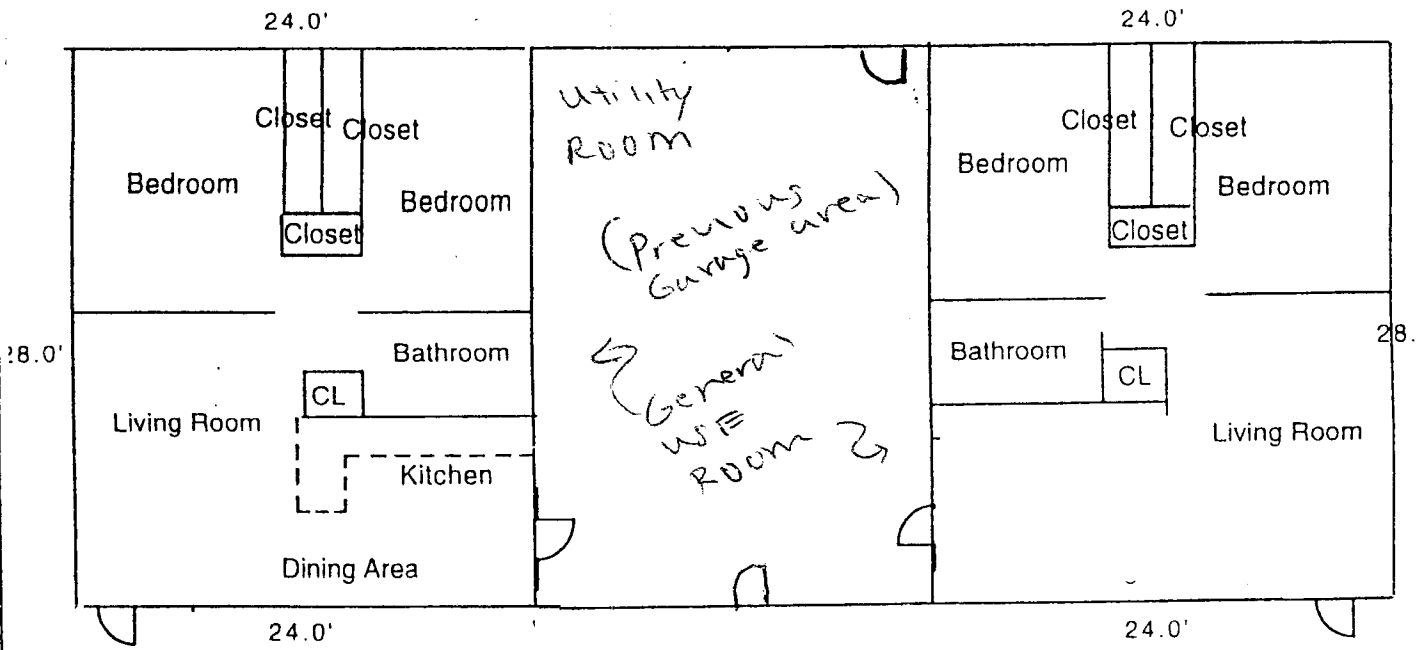 24.0'
24.0'
Closet
Closet
Bedroom
Bedroom
Closet
Utility
Room
(Previous
Garage area)
Closet
Closet
Bedroom
Bedroom
Closet
28.0'
Bathroom
CL
Living Room
Kitchen
Dining Area
General
USE
Room
Bathroom
CL
Living Room
28.
24.0'
24.0'